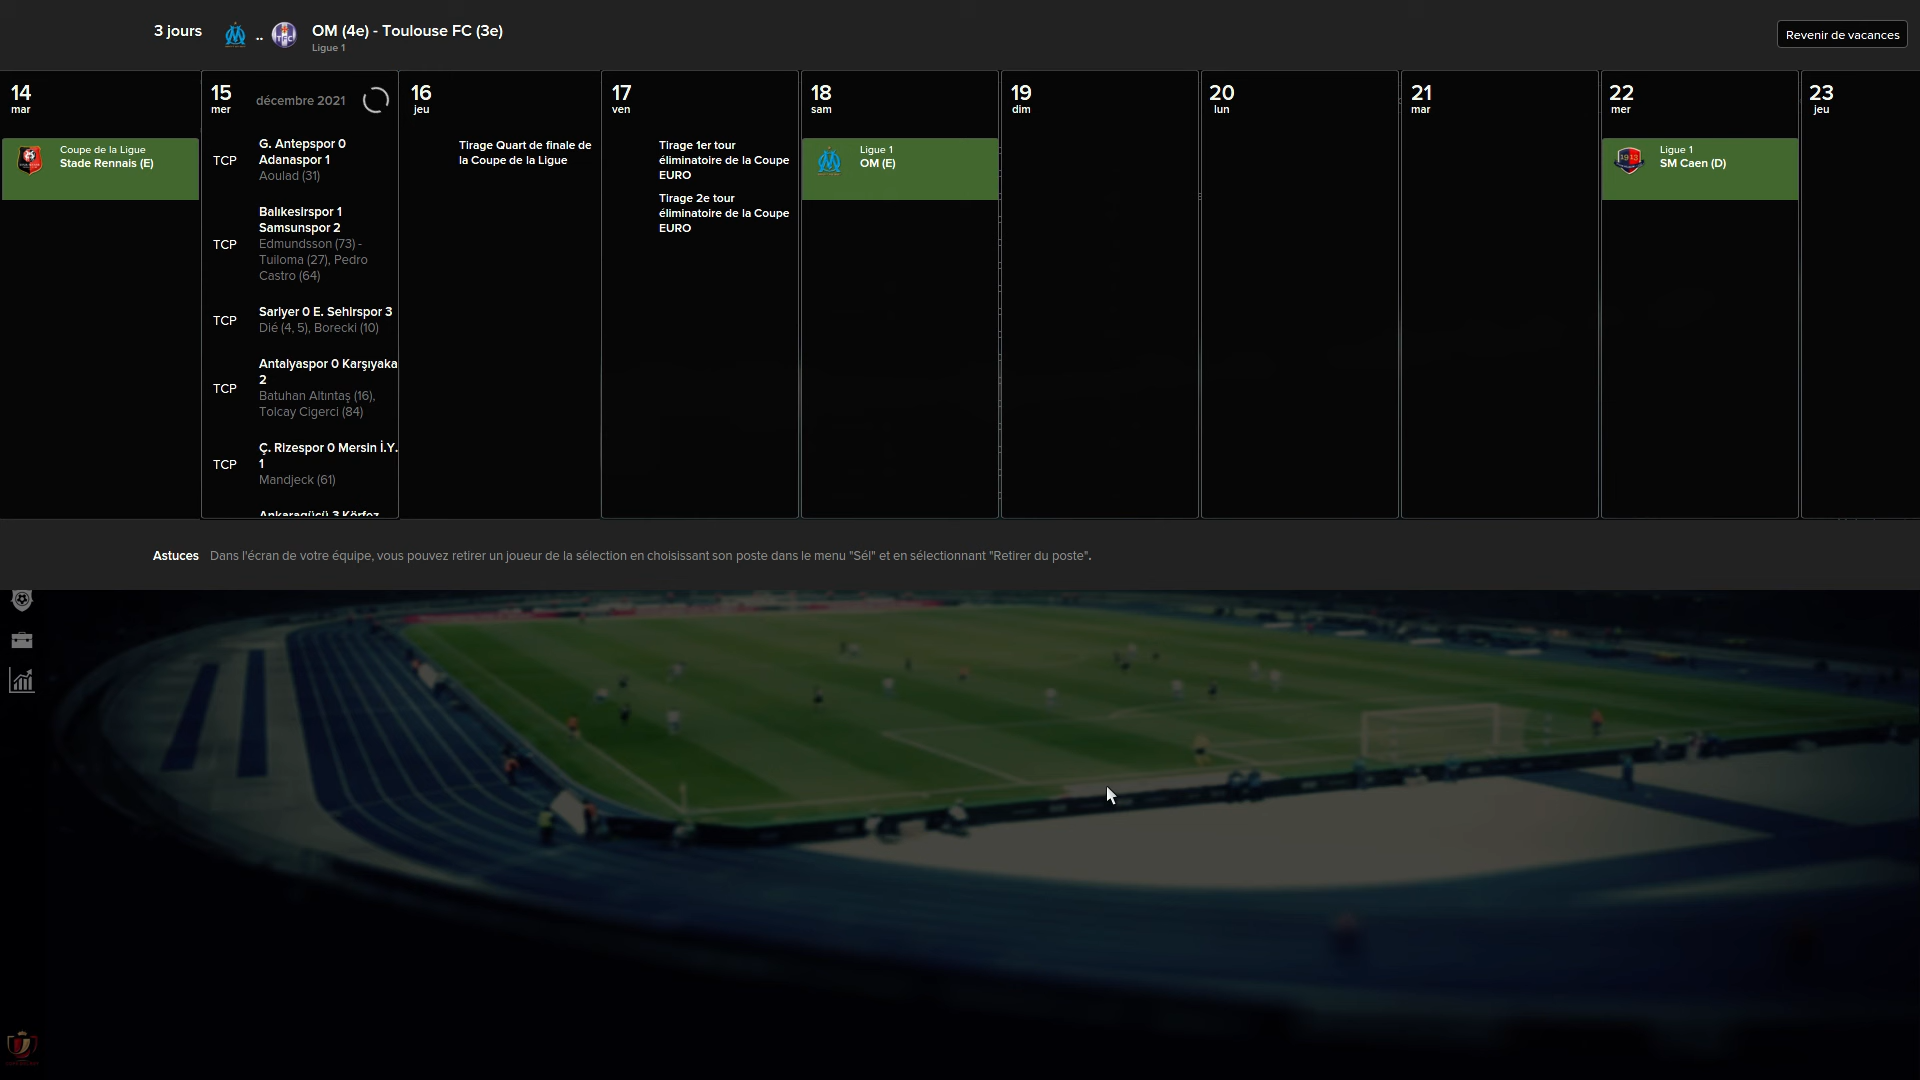 3 jours
OM (4e) - Toulouse FC (3e)
Ligue 1
Revenir de vacances
14
mar
Coupe de la Ligue
Stade Rennais (E)
15
mer
décembre 2021
TCP
G. Antepspor 0
Adanaspor 1
Aoulad (31)
TCP
Balıkesirspor 1
Samsunspor 2
Edmundsson (73) -
Tuiloma (27), Pedro
Castro (64)
TCP
Sarıyer 0 E. Sehirspor 3
Dié (4, 5), Borecki (10)
TCP
Antalyaspor 0 Karşıyaka
2
Batuhan Altıntaş (16),
Tolcay Cigerci (84)
TCP
Ç. Rizespor 0 Mersin İ.Y.
1
Mandjeck (61)
Ankaragücü 3 Körfez
16
jeu
Tirage Quart de finale de
la Coupe de la Ligue
17
ven
Tirage 1er tour
éliminatoire de la Coupe
EURO
Tirage 2e tour
éliminatoire de la Coupe
EURO
18
sam
Ligue 1
OM (E)
19
dim
20
lun
21
mar
22
mer
1913
Ligue 1
SM Caen (D)
23
jeu
Astuces Dans l'écran de votre équipe, vous pouvez retirer un joueur de la sélection en choisissant son poste dans le menu "Sél" et en sélectionnant "Retirer du poste".